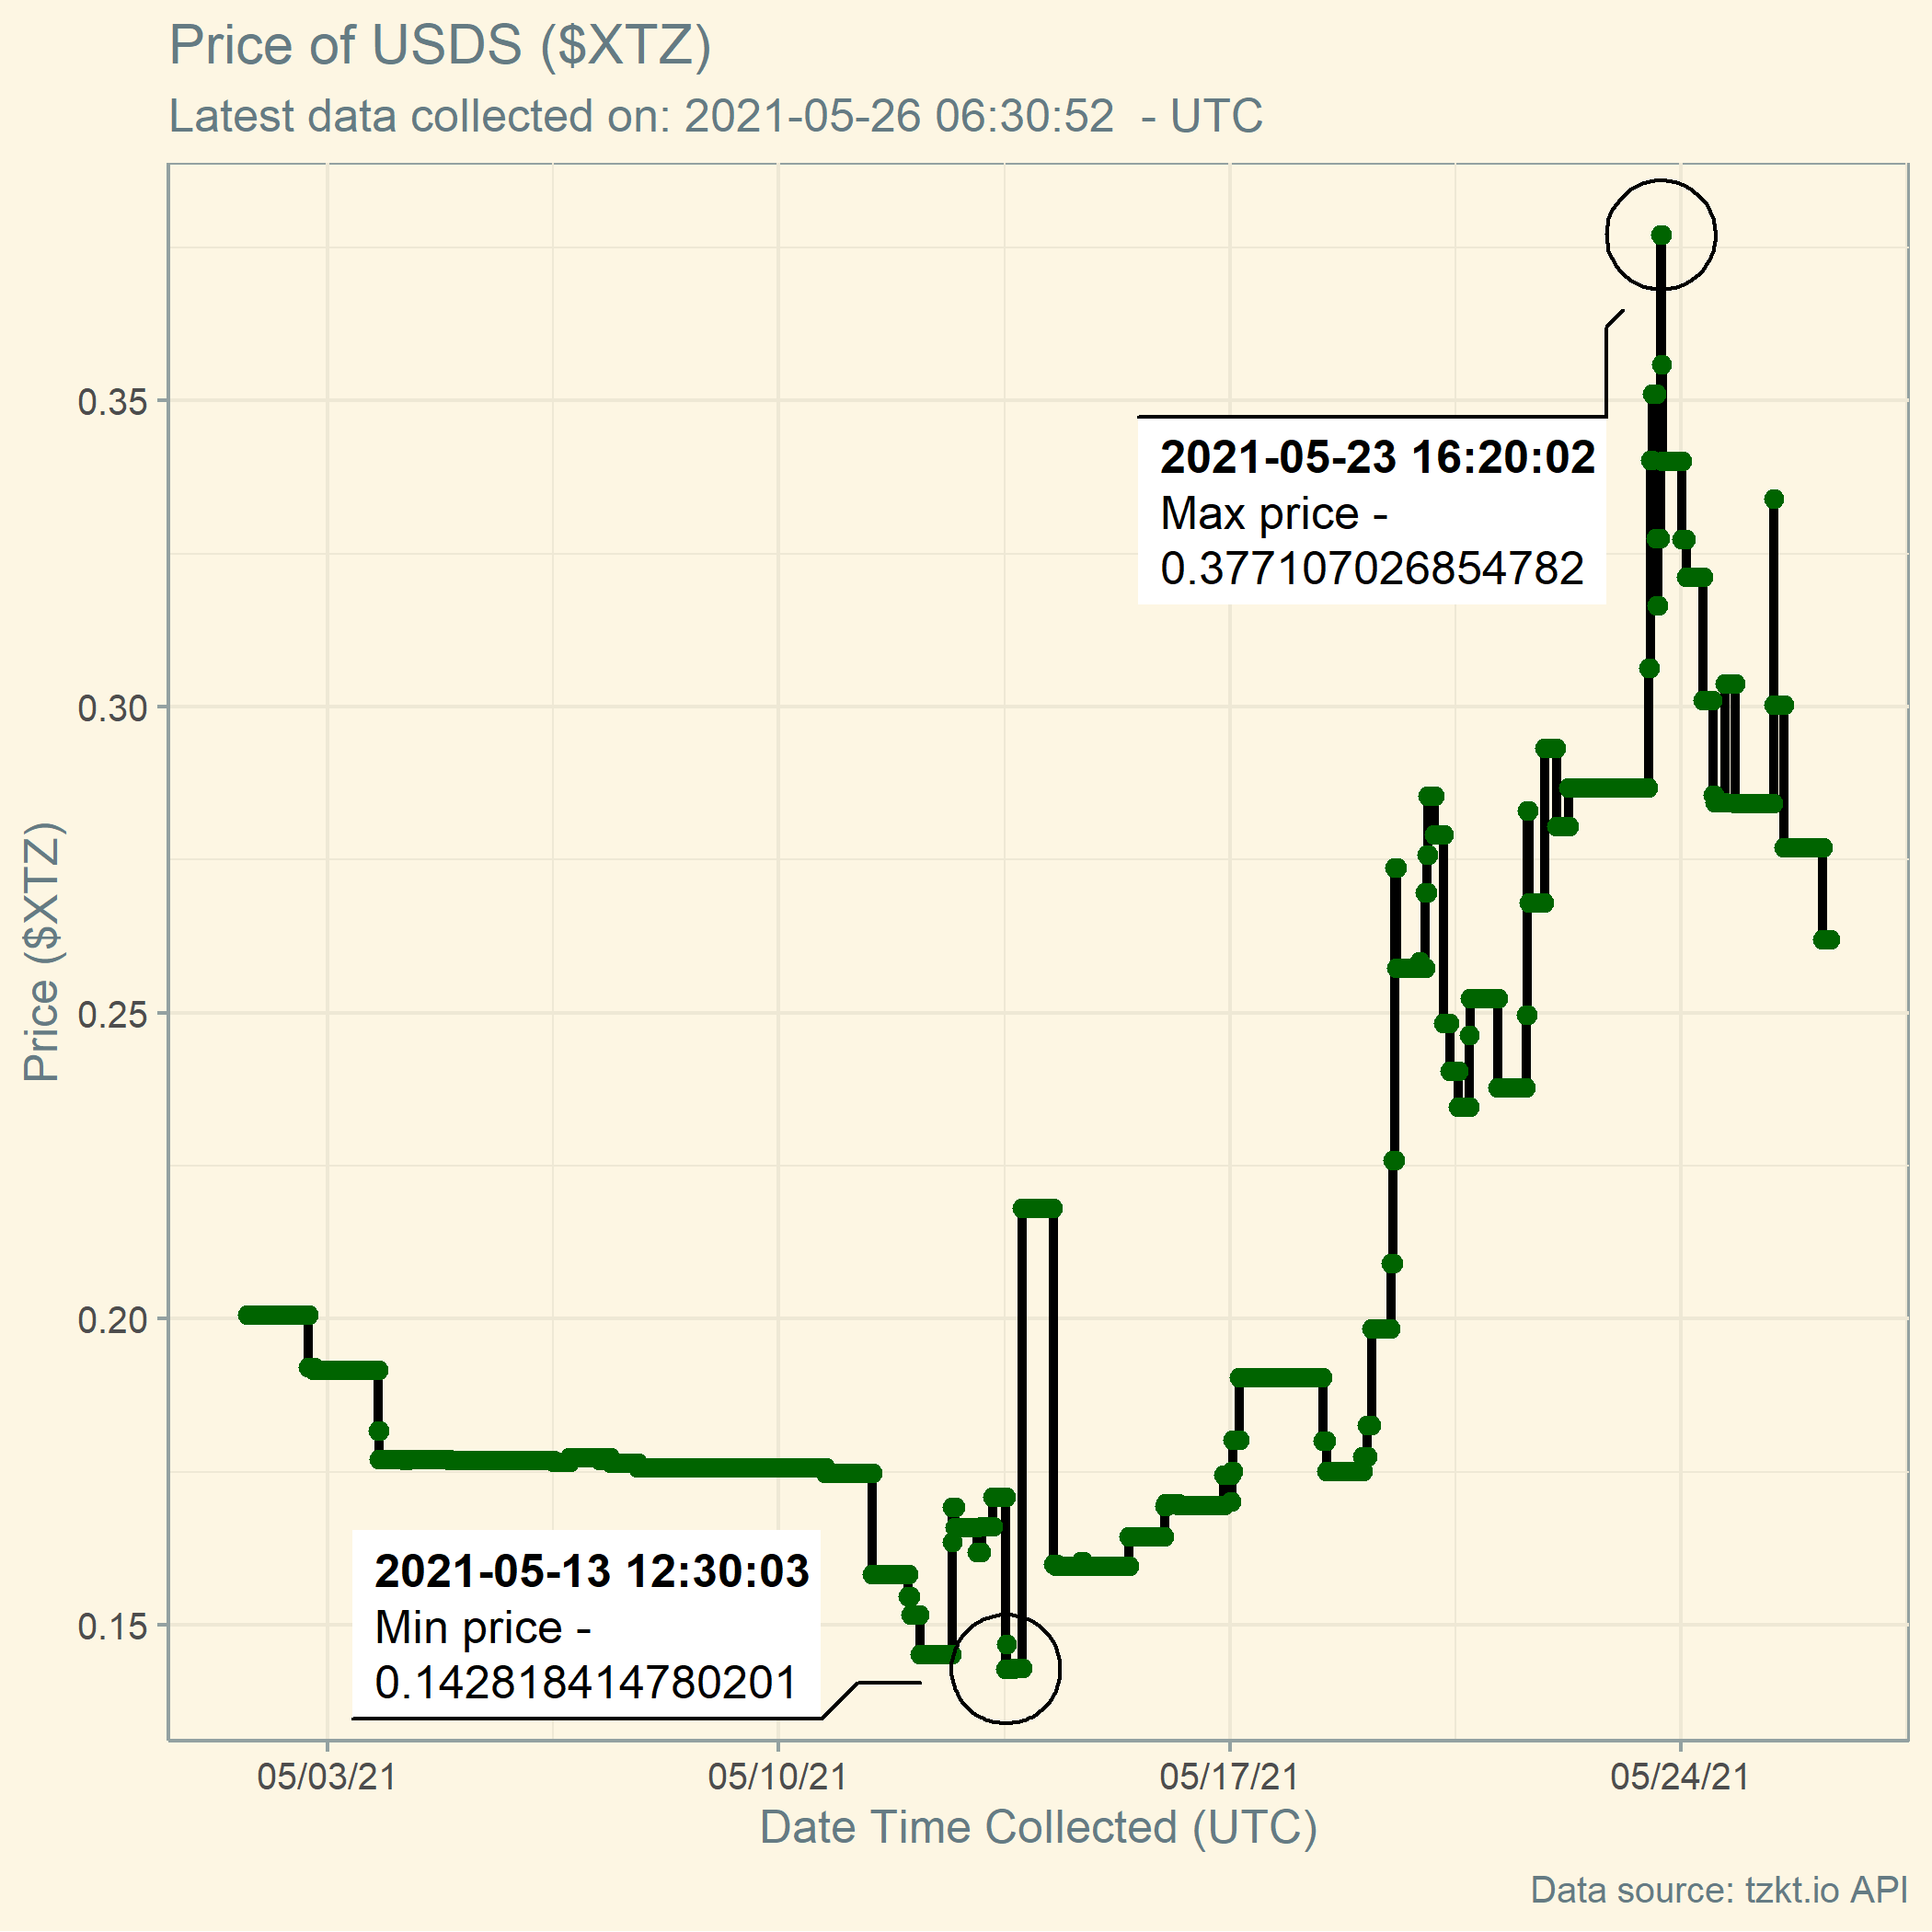 Price of USDS ($XTZ)
Latest data collected on: 2021-05-26 06:30:52  - UTC
Price ($XTZ)
0.35
0.30
0.25
0.20
0.15
2021-05-23 16:20:02
Max price -
0.377107026854782
2021-05-13 12:30:03
Min price -
0.142818414780201
05/03/21
05/10/21
05/17/21
05/24/21
Date Time Collected (UTC)
Data source: tzkt.io API